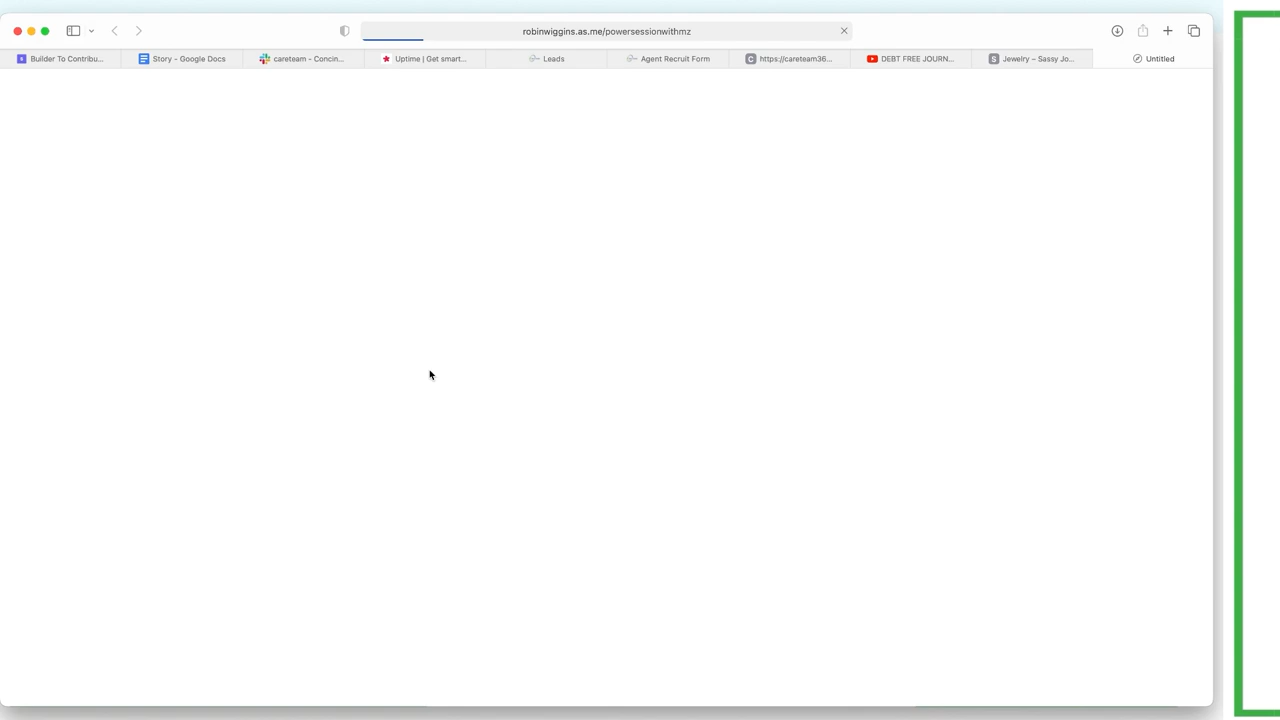 robinwiggins.as.me/powersessionwithmz
Builder To Contribu...
Story - Google Docs
careteam - Concin...
Uptime | Get smart...
Leads
Agent Recruit Form
https://careteam36...
DEBT FREE JOURN...
Jewelry – Sassy Jo...
Untitled